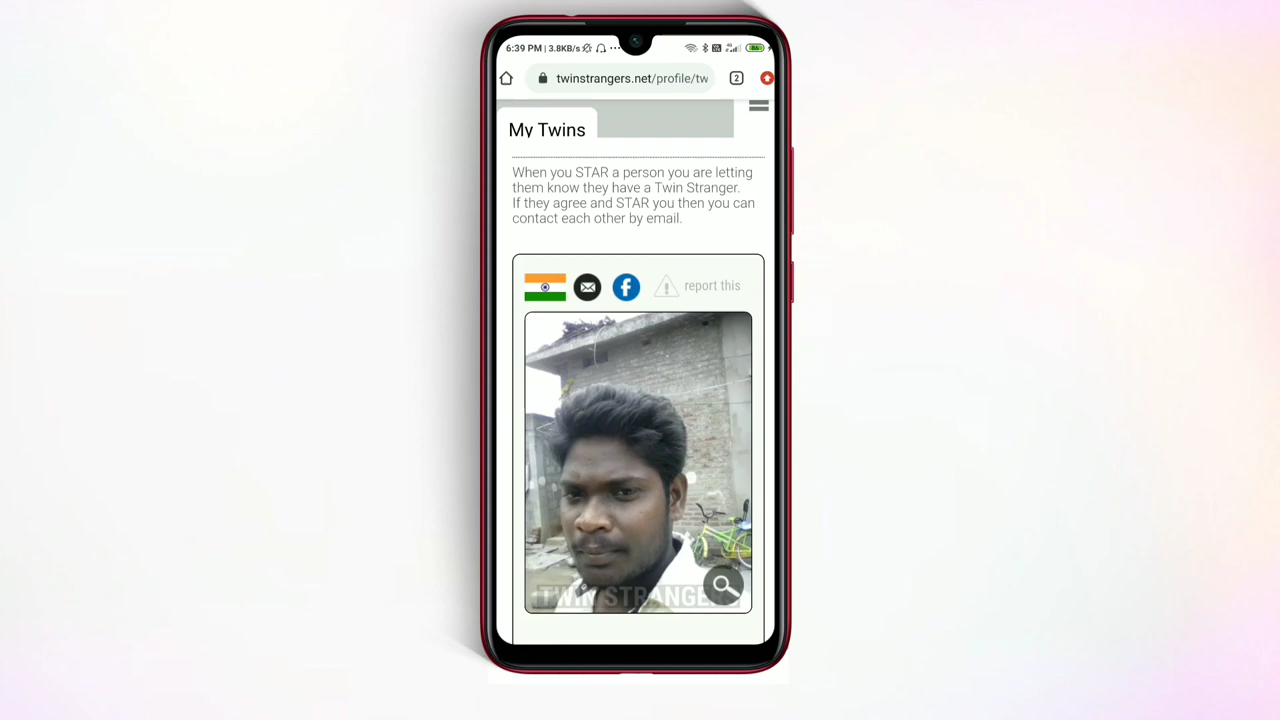 6:39 PM | 3.8KB/s
twinstrangers.net/profile/tw
2
My Twins
When you STAR a person you are letting
them know they have a Twin Stranger.
If they agree and STAR you then you can
contact each other by email.
report this
TWIN STRANGE